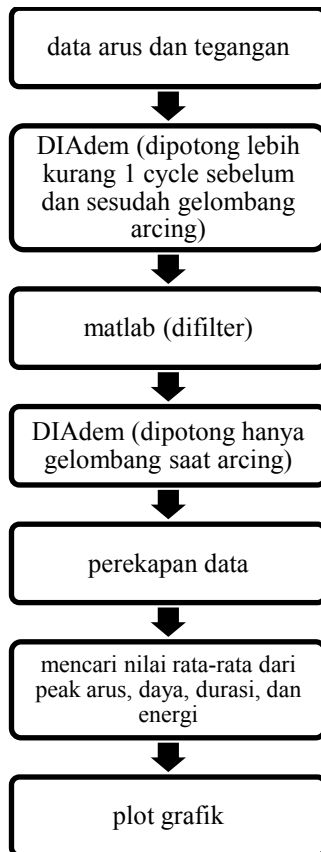 data arus dan tegangan
DIAdem (dipotong lebih
kurang 1 cycle sebelum
dan sesudah gelombang
arcing)
matlab (difilter)
DIAdem (dipotong hanya
gelombang saat arcing)
perekapan data
mencari nilai rata-rata dari
peak arus, daya, durasi, dan
energi
plot grafik